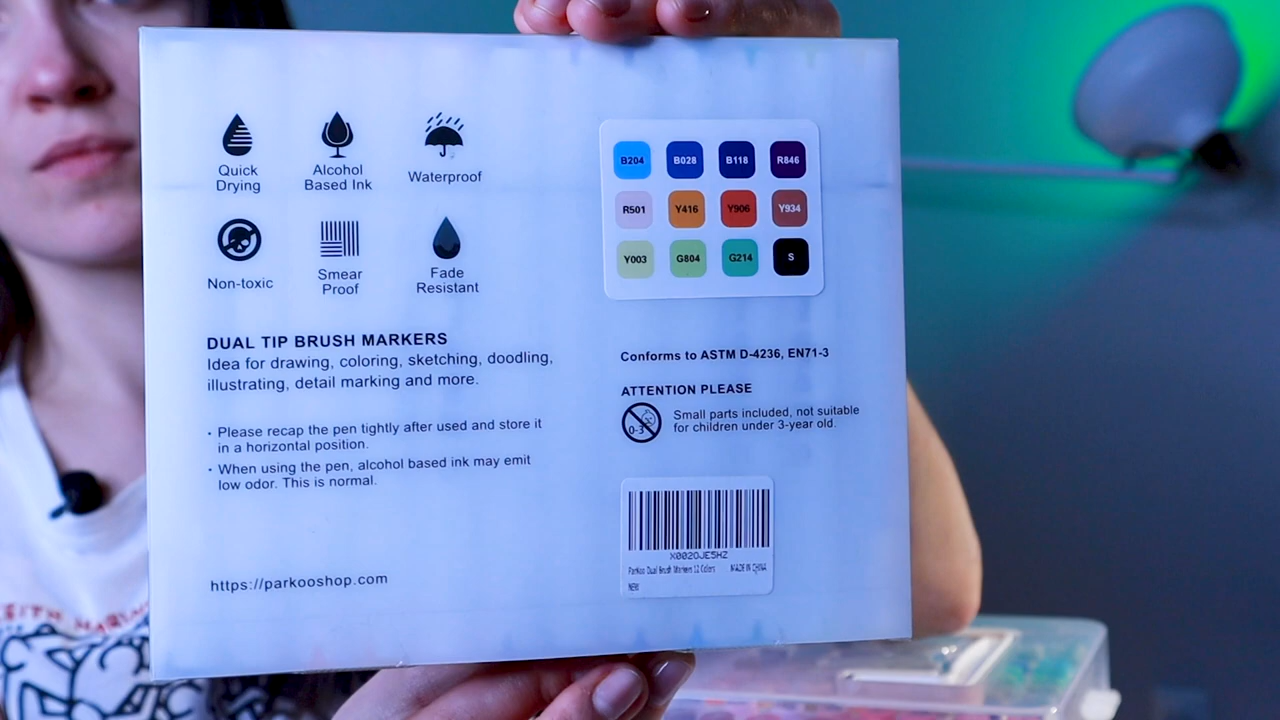 Quick
Drying
Alcohol
Based Ink
Waterproof
Non-toxic
Smear
Proof
Fade
Resistant
DUAL TIP BRUSH MARKERS
Idea for drawing, coloring, sketching, doodling,
illustrating, detail marking and more.
· Please recap the pen tightly after used and store it
in a horizontal position.
· When using the pen, alcohol based ink may emit
low odor. This is normal.
https://parkooshop.com
B204 B028 B118 R846
R501 Y416 Y906 Y934
Y003 G804 G214 S
Conforms to ASTM D-4236, EN71-3
ATTENTION PLEASE
0-3
Small parts included, not suitable
for children under 3-year old.
X002OJE5HZ
Parkoo Dual Brush Markers 12 Colors MADE IN CHINA
NEW